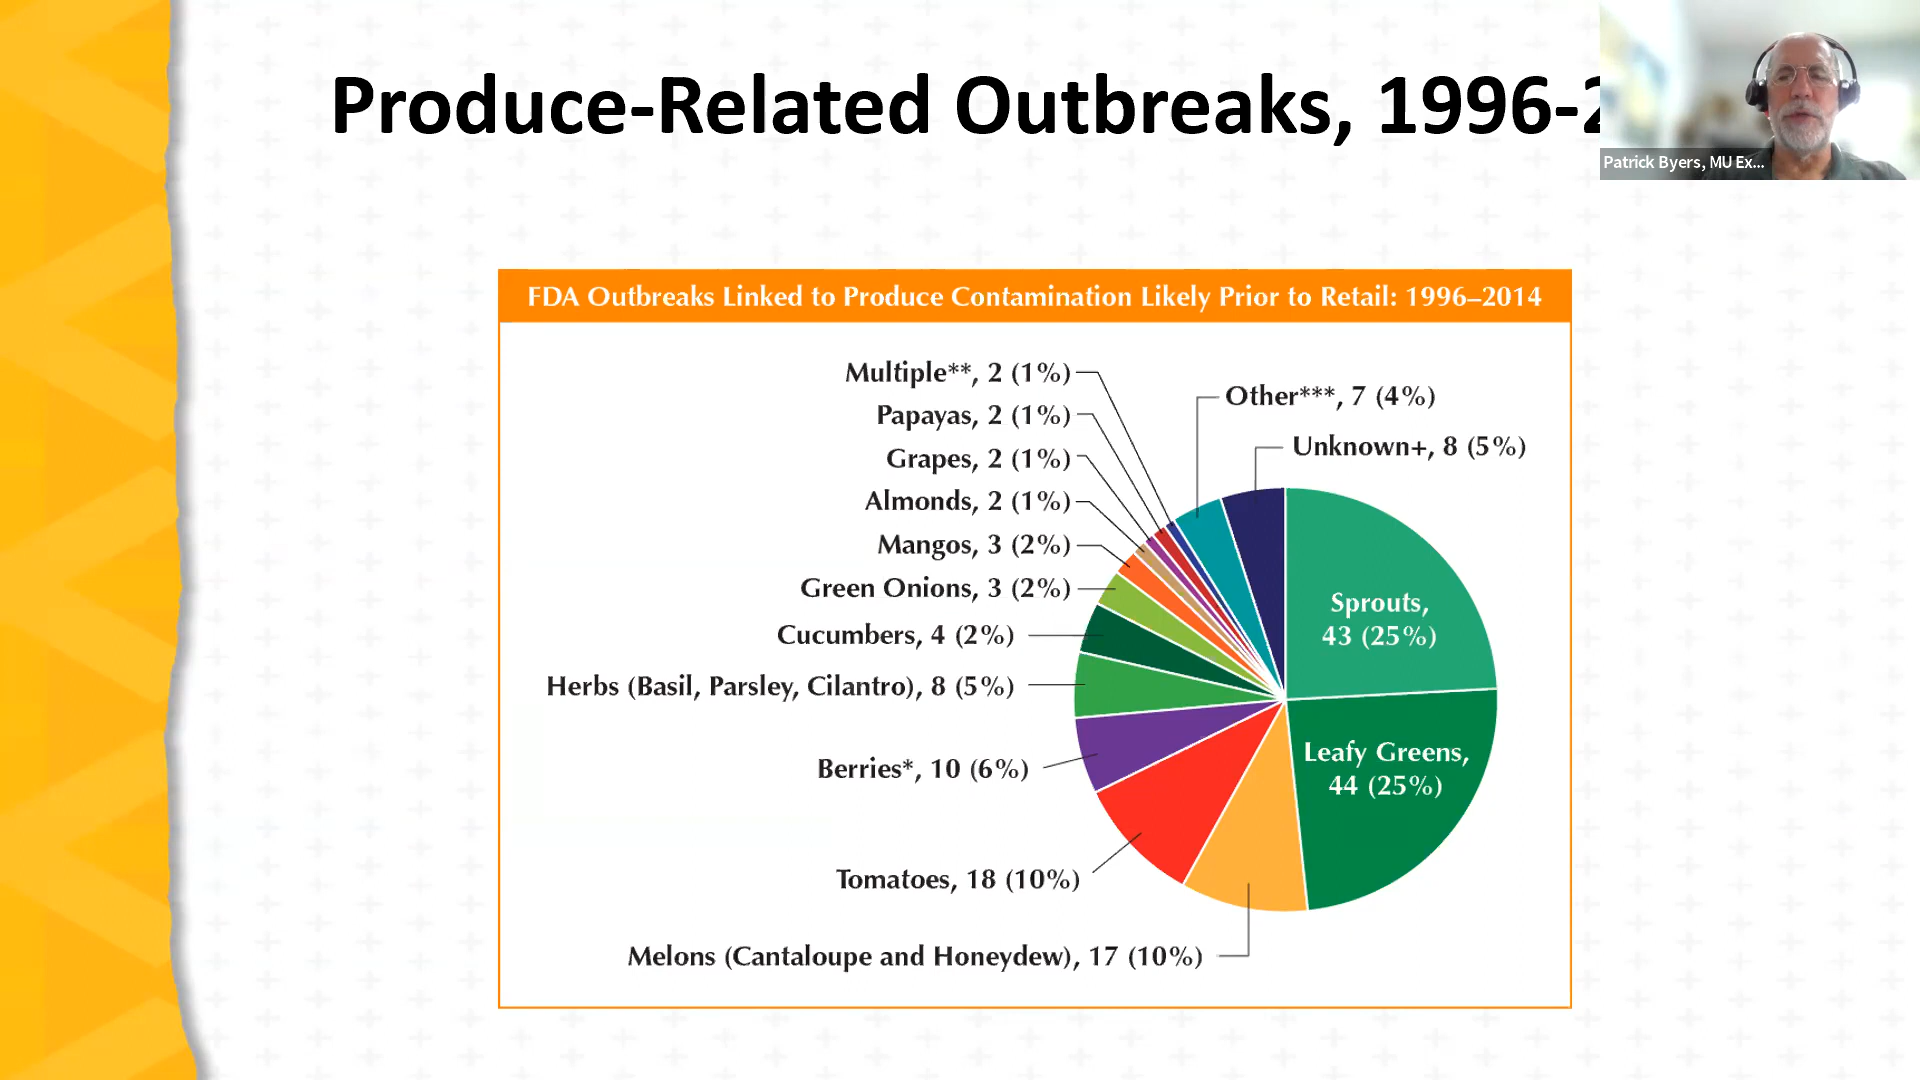 Produce-Related Outbreaks, 1996-
Patrick Byers, MU Ex...
FDA Outbreaks Linked to Produce Contamination Likely Prior to Retail: 1996–2014
Multiple**, 2 (1%)
Other***, 7 (4%)
Papayas, 2 (1%)
Unknown+, 8 (5%)
Grapes, 2 (1%)
Almonds, 2 (1%)
Mangos, 3 (2%)
Green Onions, 3 (2%)
Sprouts,
43 (25%)
Cucumbers, 4 (2%)
Herbs (Basil, Parsley, Cilantro), 8 (5%)
Leafy Greens,
44 (25%)
Berries*, 10 (6%)
Tomatoes, 18 (10%)
Melons (Cantaloupe and Honeydew), 17 (10%)